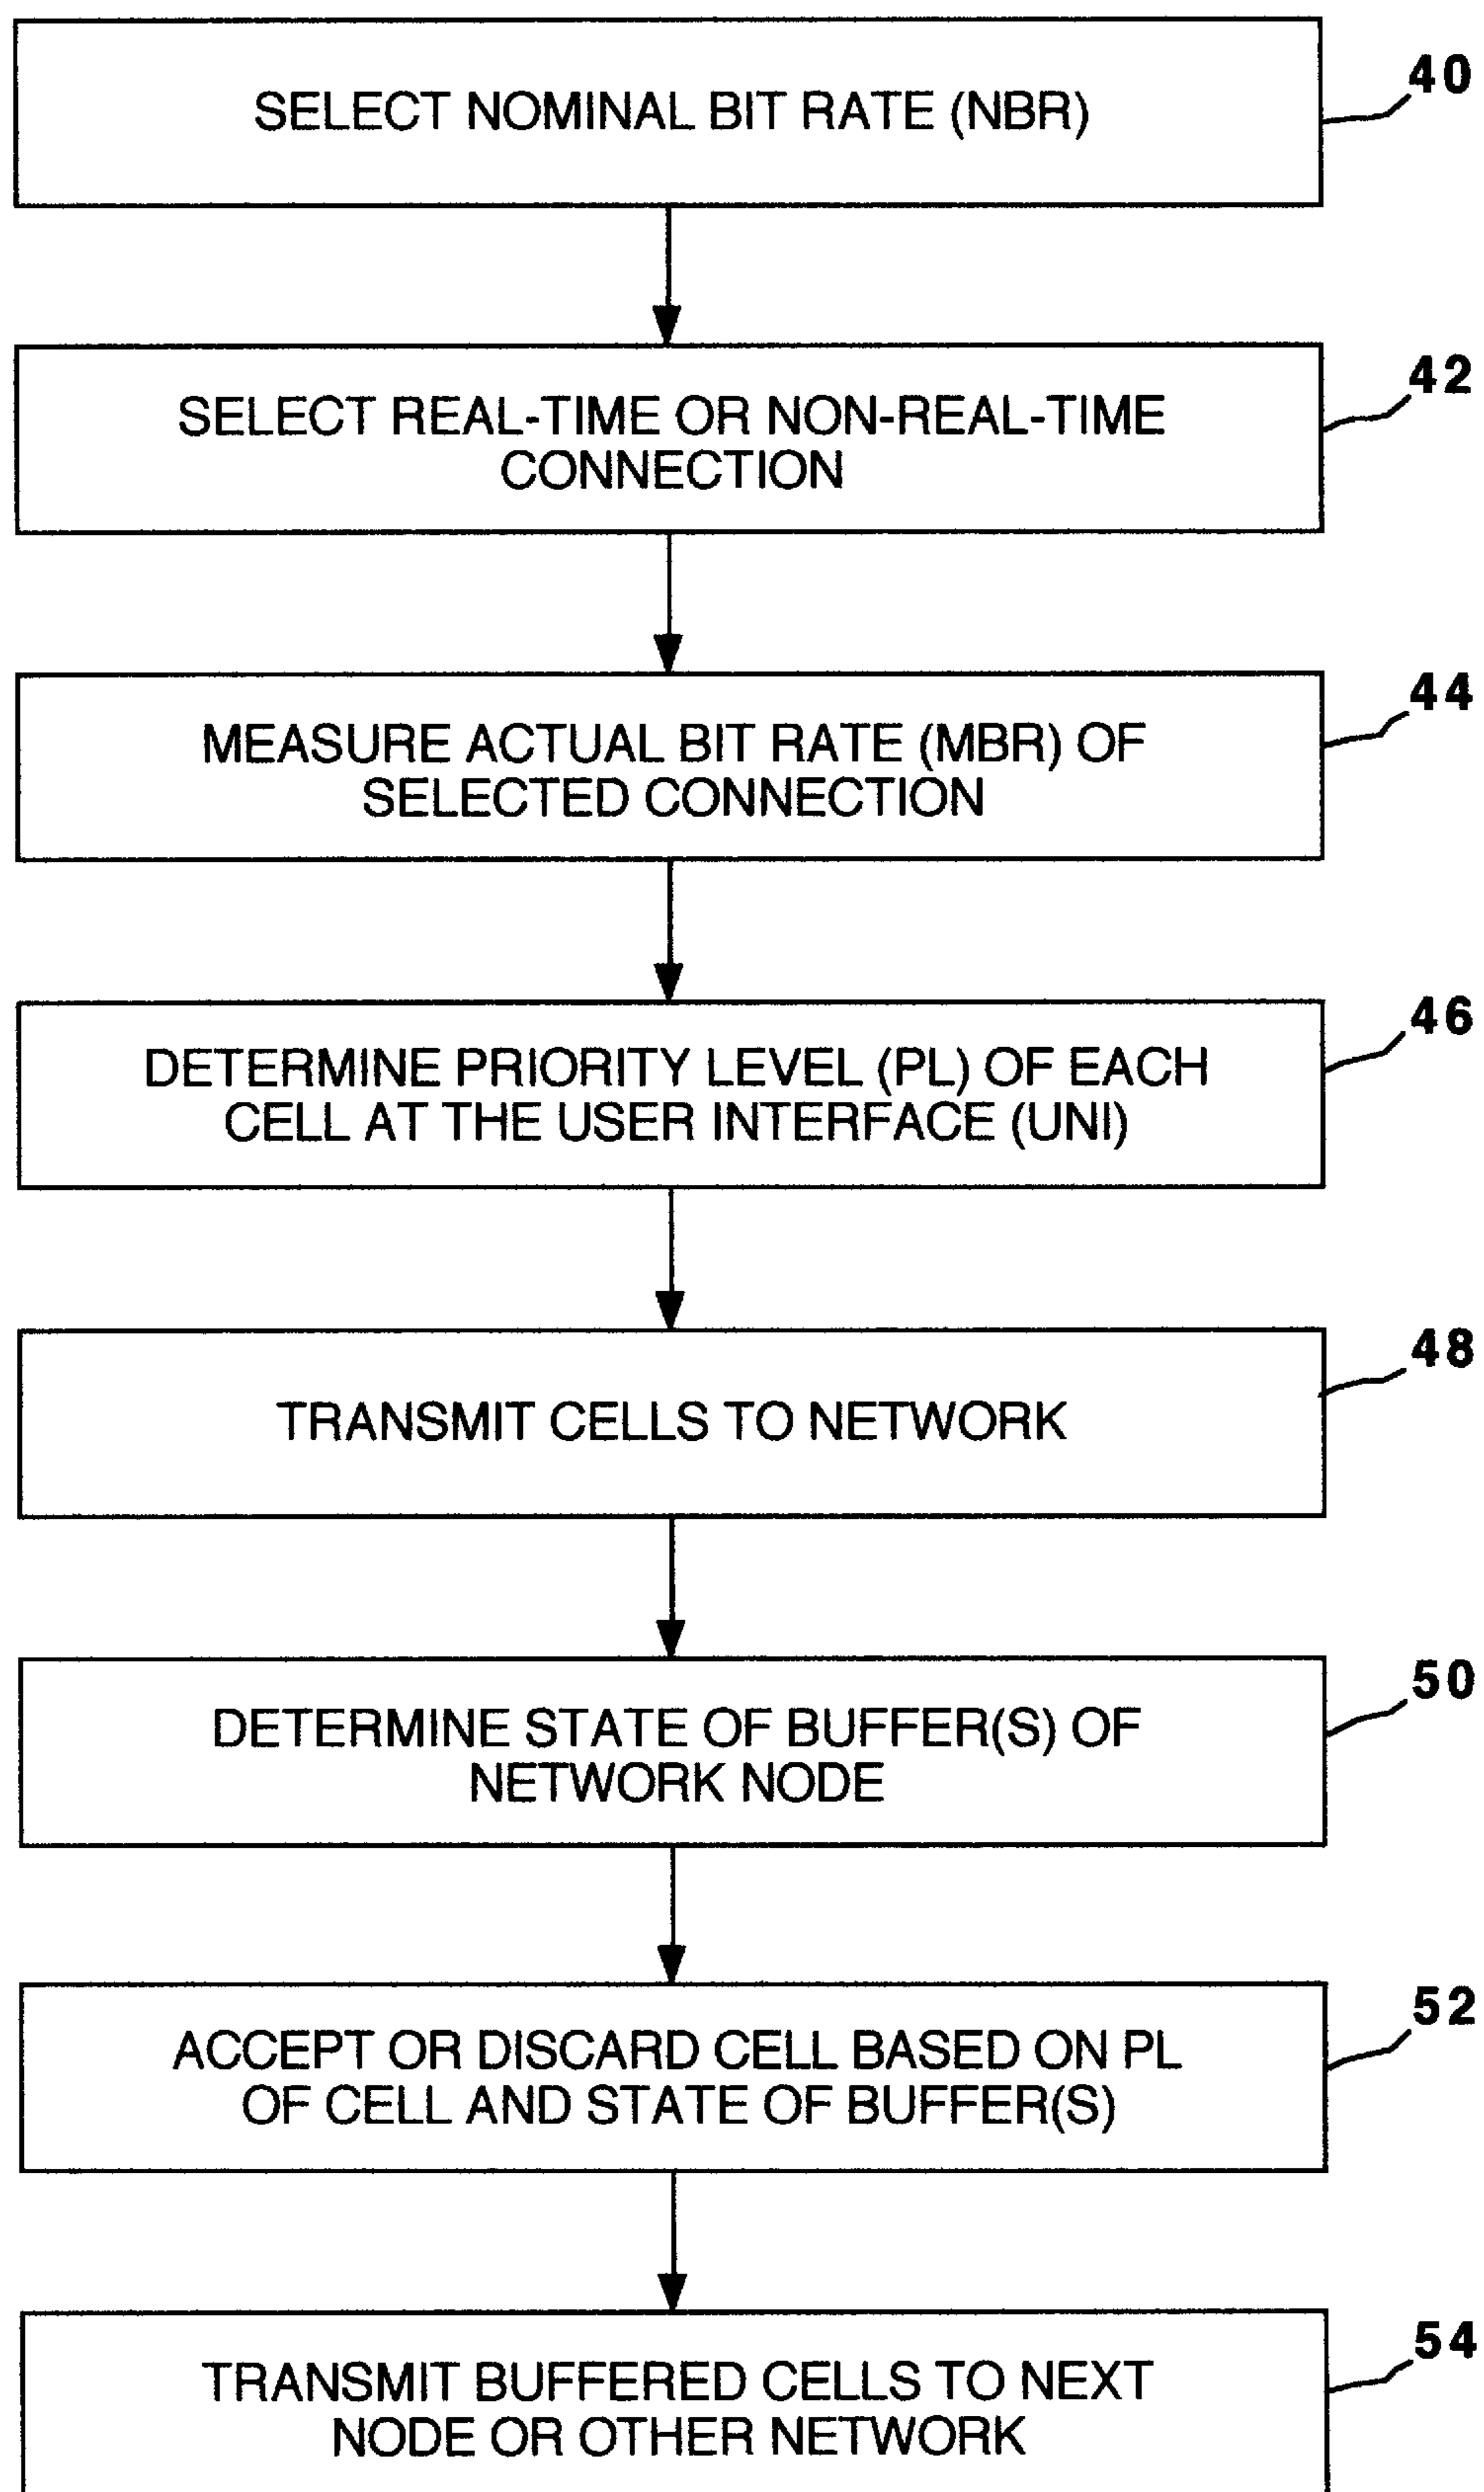 SELECT NOMINAL BIT RATE (NBR)
40
SELECT REAL-TIME OR NON-REAL-TIME
CONNECTION
42
MEASURE ACTUAL BIT RATE (MBR) OF
SELECTED CONNECTION
44
DETERMINE PRIORITY LEVEL (PL) OF EACH
CELL AT THE USER INTERFACE (UNI)
46
TRANSMIT CELLS TO NETWORK
48
DETERMINE STATE OF BUFFER(S) OF
NETWORK NODE
50
ACCEPT OR DISCARD CELL BASED ON PL
OF CELL AND STATE OF BUFFER(S)
52
TRANSMIT BUFFERED CELLS TO NEXT
NODE OR OTHER NETWORK
54